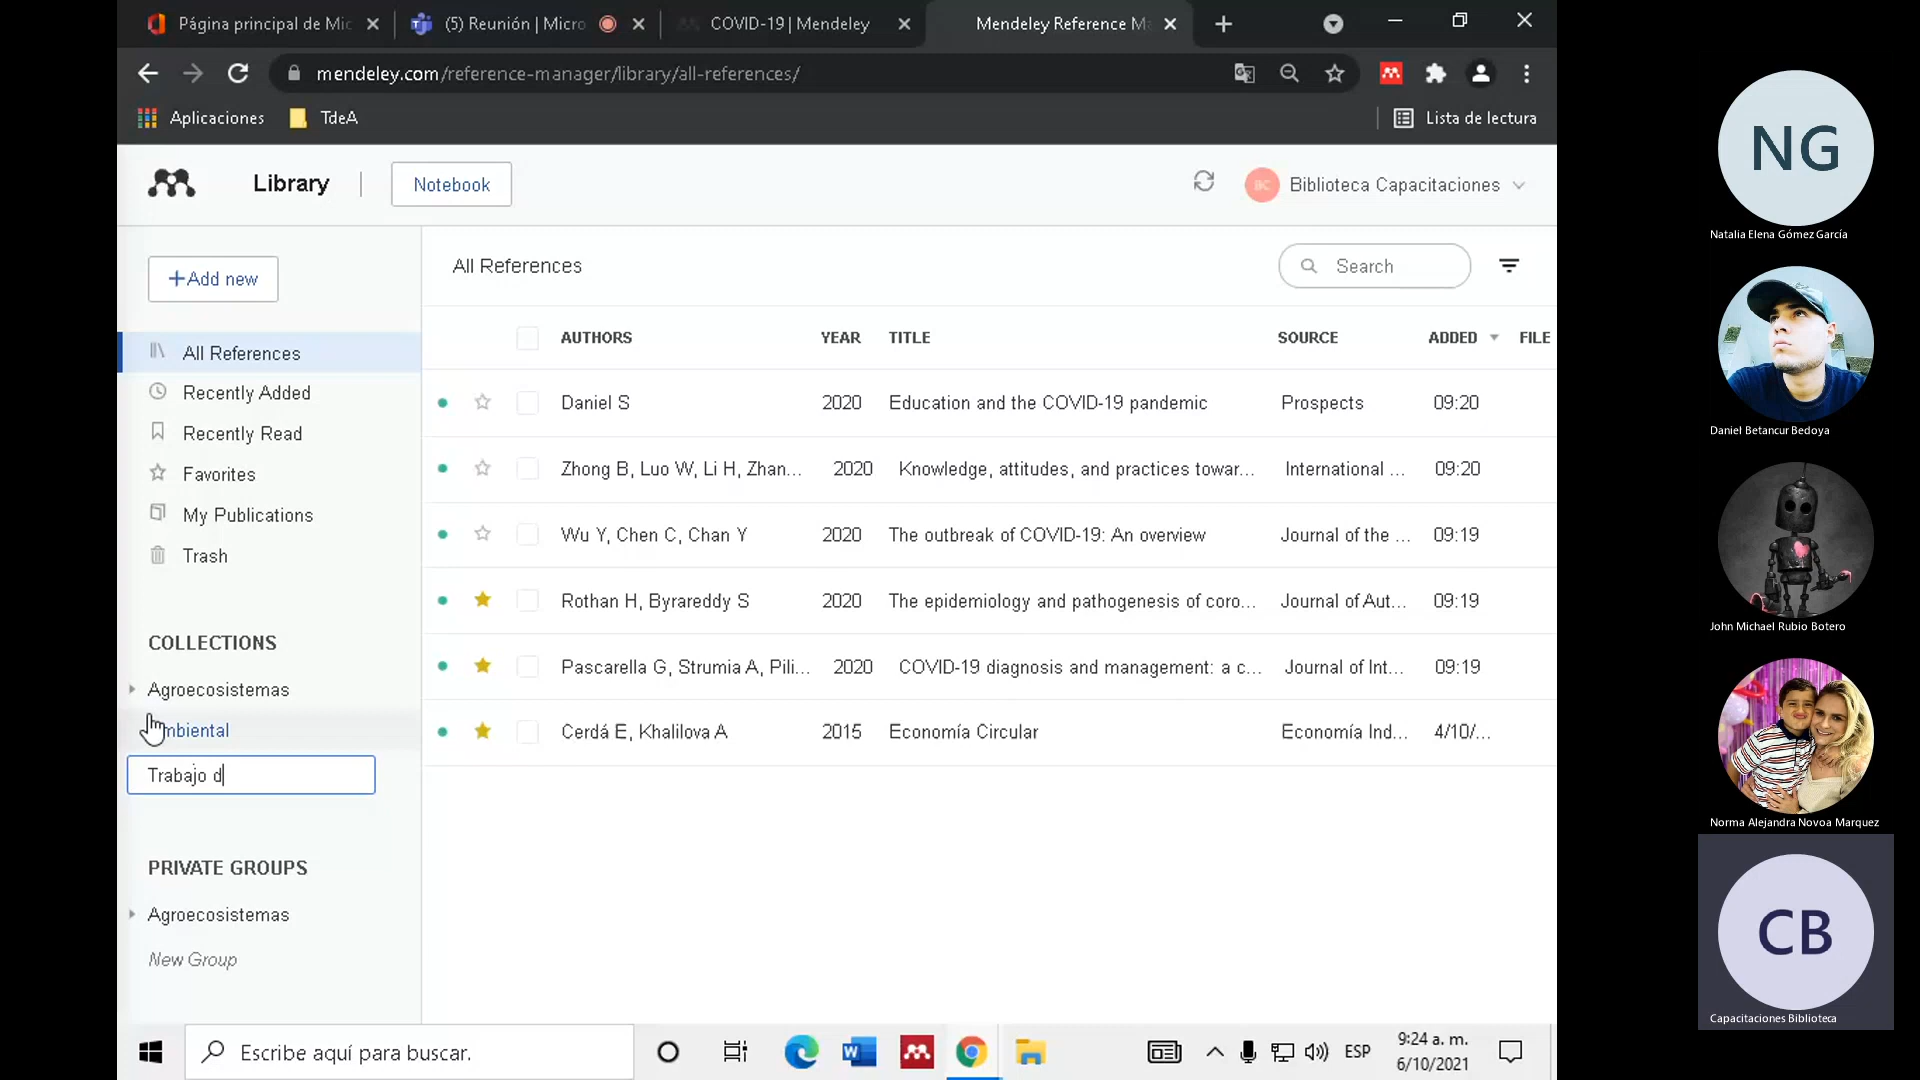 Página principal de Mic
(5) Reunión | Micro
COVID-19 | Mendeley
Mendeley Reference Ma
mendeley.com/reference-manager/library/all-references/
Aplicaciones
TdeA
Lista de lectura
Library
Notebook
BC
Biblioteca Capacitaciones
+Add new
All References
Search
All References
Recently Added
Recently Read
Favorites
My Publications
Trash
AUTHORS YEAR TITLE SOURCE ADDED FILE
Daniel S 2020 Education and the COVID-19 pandemic Prospects 09:20
Zhong B, Luo W, Li H, Zhan... 2020 Knowledge, attitudes, and practices towar... International ... 09:20
Wu Y, Chen C, Chan Y 2020 The outbreak of COVID-19: An overview Journal of the ... 09:19
Rothan H, Byrareddy S 2020 The epidemiology and pathogenesis of coro... Journal of Aut... 09:19
Pascarella G, Strumia A, Pili... 2020 COVID-19 diagnosis and management: a c... Journal of Int... 09:19
Cerdá E, Khalilova A 2015 Economía Circular Economía Ind... 4/10/...
COLLECTIONS
Agroecosistemas
mbiental
Trabajo d
PRIVATE GROUPS
Agroecosistemas
New Group
Escribe aquí para buscar.
ESP
9:24 a. m.
6/10/2021
NG
Natalia Elena Gómez García
Daniel Betancur Bedoya
John Michael Rubio Botero
Norma Alejandra Novoa Marquez
CB
Capacitaciones Biblioteca